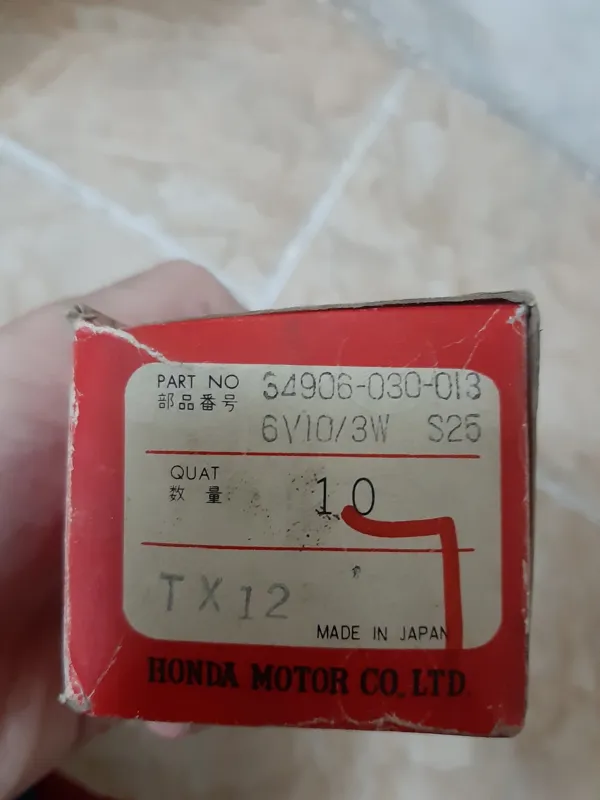 PART NO 34906-030-013
部品番号
6V10/3W S25
QUAT
数量 10
TX12
MADE IN JAPAN
HONDA MOTOR CO., LTD.